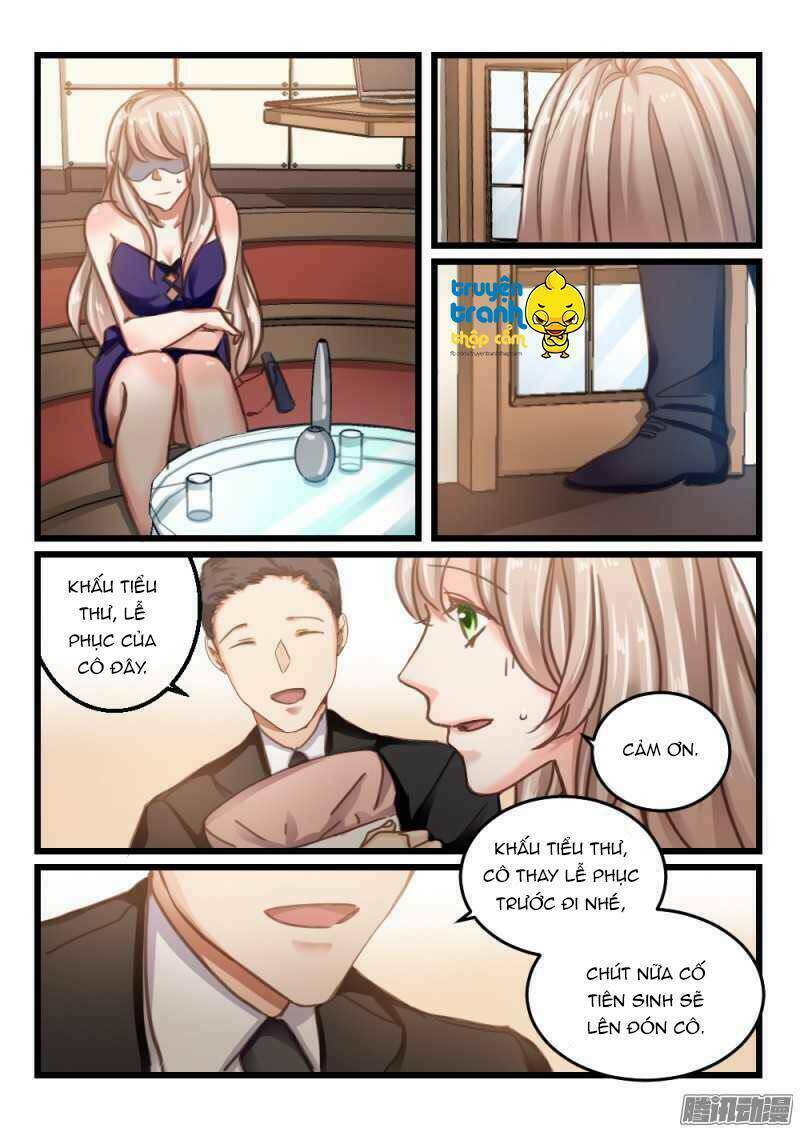 truyện
tranh
thập cẩm
KHẤU TIỂU
THƯ, LỄ
PHỤC CỦA
CÔ ĐÂY.
CẢM ƠN.
KHẤU TIỂU THƯ,
CÔ THAY LỄ PHỤC
TRƯỚC ĐI NHÉ,
CHÚT NỮA CỐ
TIÊN SINH SẼ
LÊN ĐÓN CÔ.
腾讯动漫